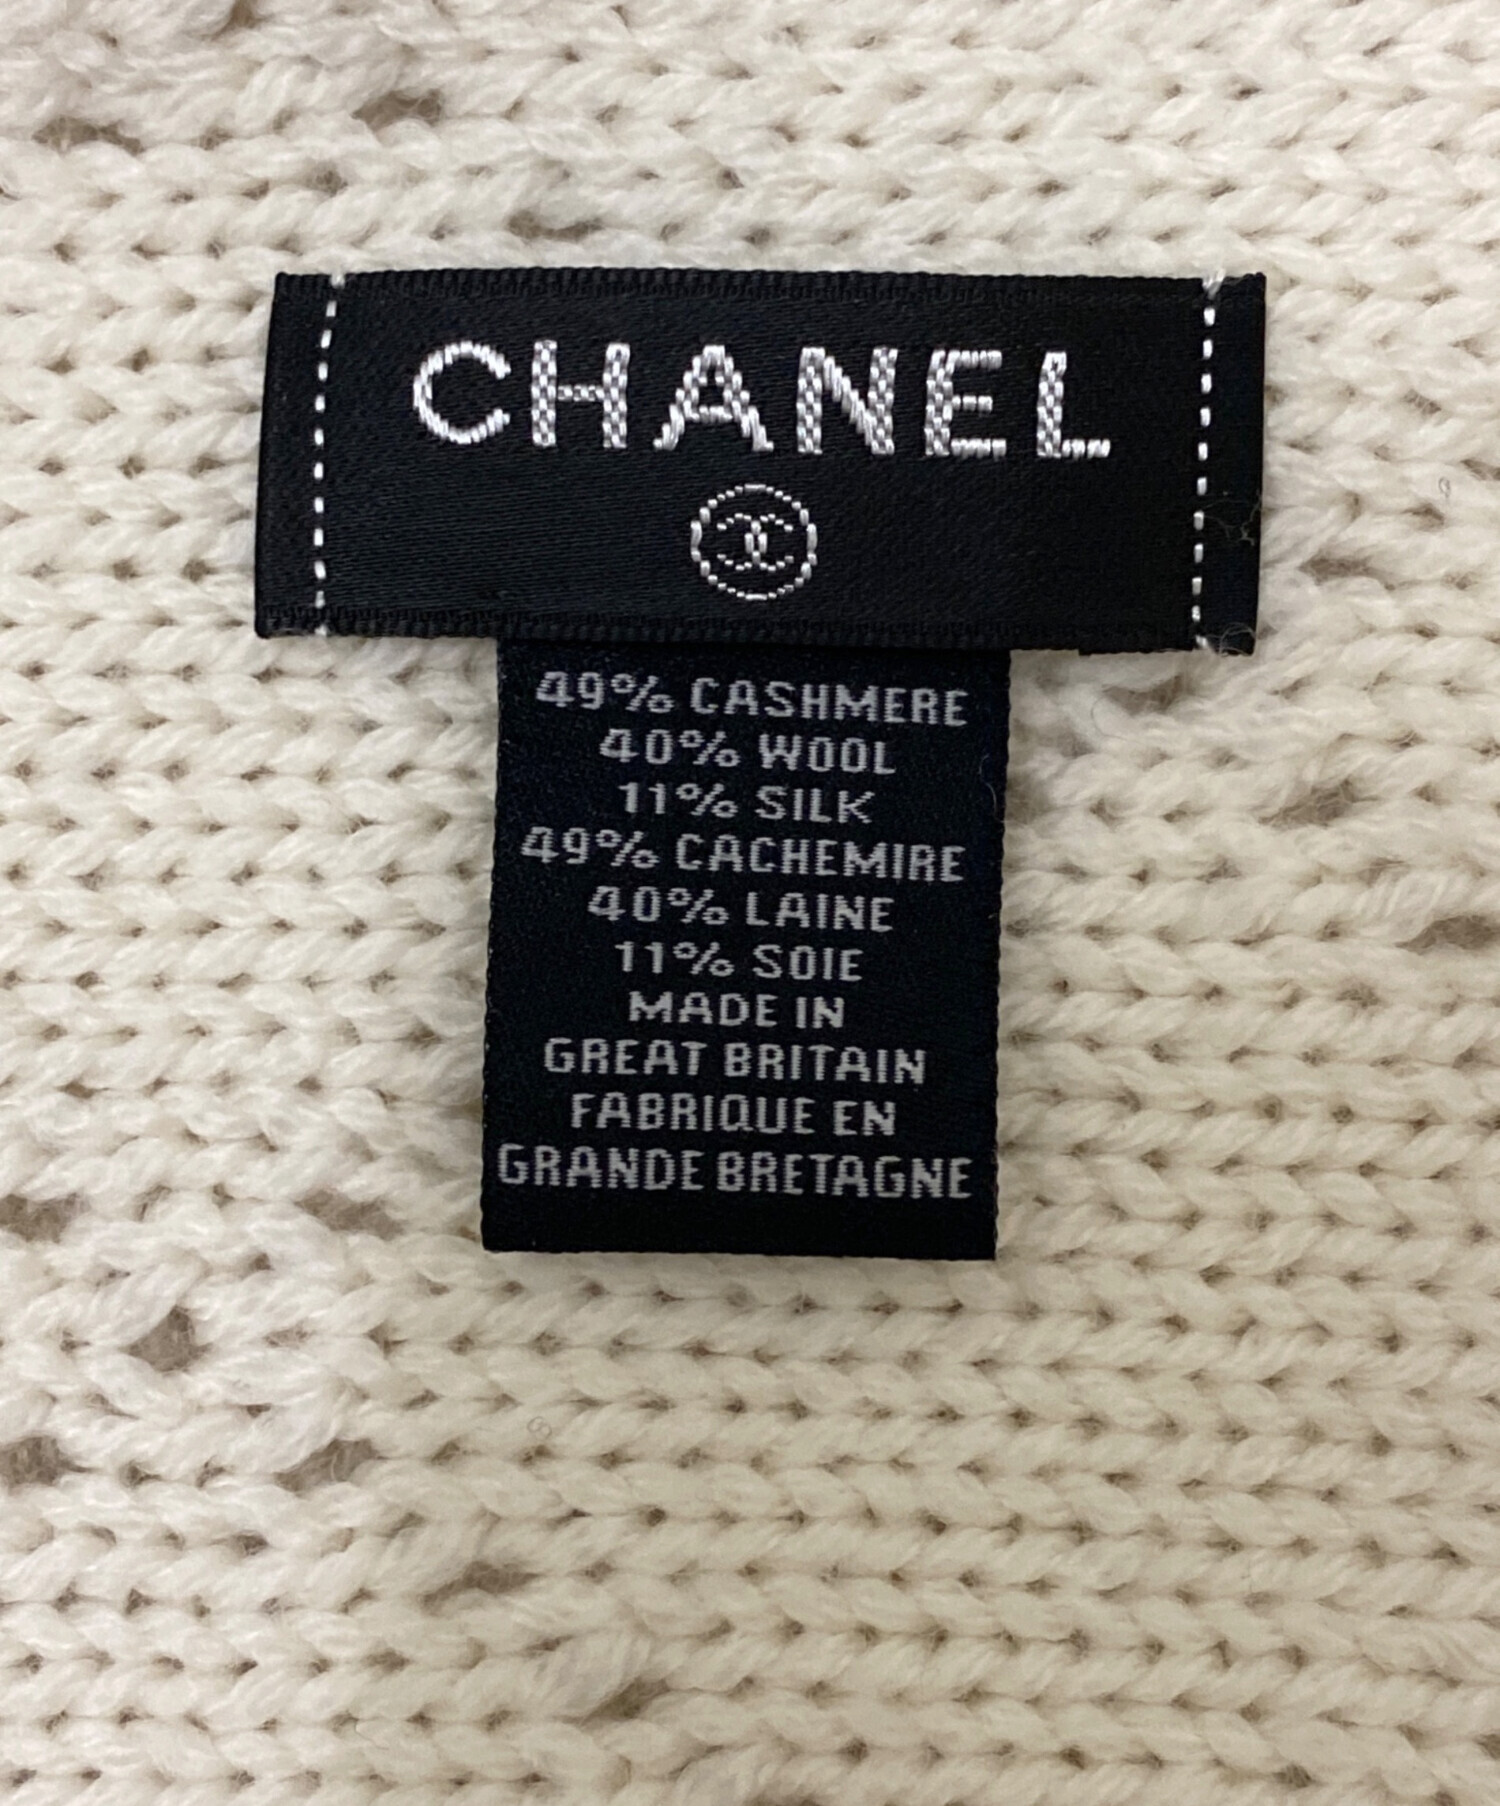 CHANEL
49% CASHMERE
40% WOOL
11% SILK
49% CACHEMIRE
40% LAINE
11% SOIE
MADE IN
GREAT BRITAIN
FABRIQUE EN
GRANDE BRETAGNE